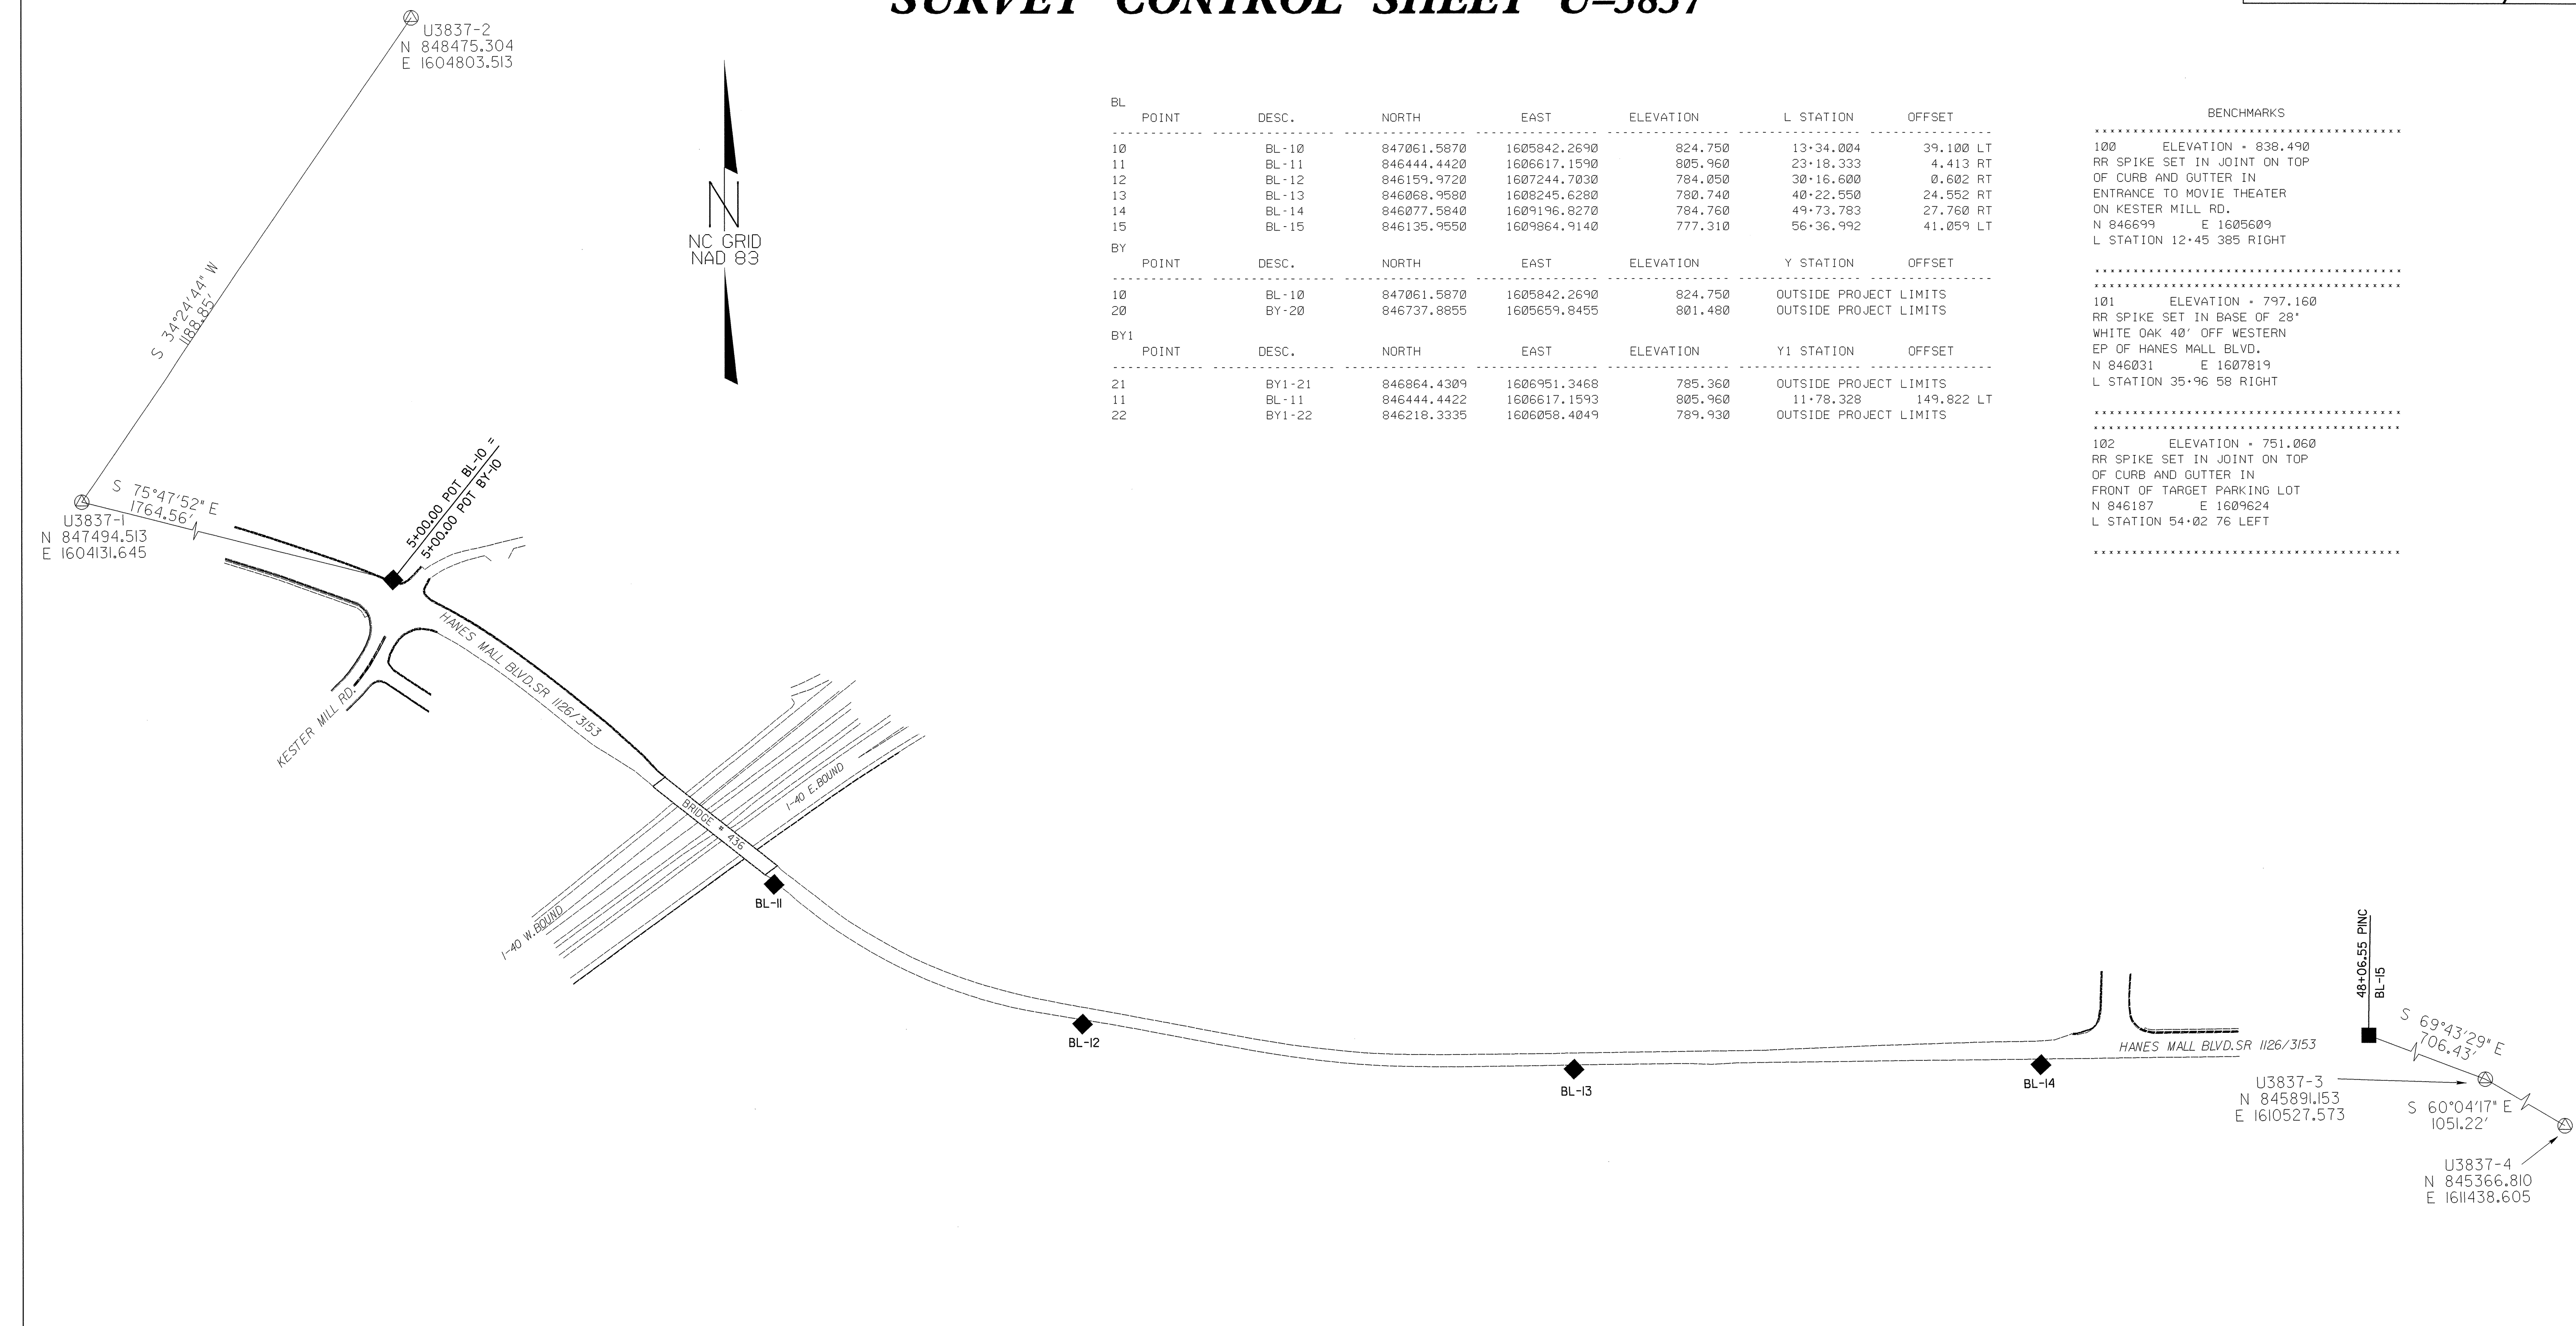 SURVEY CONTROL SHEET U-3837
U3837-2
N 848475.304
E 1604803.513
S 34°24'44" W
1188.85'
NC GRID
NAD 83
S 75°47'52" E
1764.56'
U3837-1
N 847494.513
E 1604131.645
5+00.00 POT BL-10 =
5+00.00 POT BY-10
HANES MALL BLVD.SR 1126/3153
KESTER MILL RD.
BRIDGE # 436
I-40 E.BOUND
I-40 W.BOUND
BL-11
BL-12
BL-13
BL-14
HANES MALL BLVD.SR 1126/3153
48+06.55 PINC
BL-15
S 69°43'29" E
706.43'
U3837-3
N 845891.153
E 1610527.573
S 60°04'17" E
1051.22'
U3837-4
N 845366.810
E 1611438.605
BL
POINT DESC. NORTH EAST ELEVATION L STATION OFFSET
10 BL-10 847061.5870 1605842.2690 824.750 13+34.004 39.100 LT
11 BL-11 846444.4420 1606617.1590 805.960 23+18.333 4.413 RT
12 BL-12 846159.9720 1607244.7030 784.050 30+16.600 0.602 RT
13 BL-13 846068.9580 1608245.6280 780.740 40+22.550 24.552 RT
14 BL-14 846077.5840 1609196.8270 784.760 49+73.783 27.760 RT
15 BL-15 846135.9550 1609864.9140 777.310 56+36.992 41.059 LT
BY
POINT DESC. NORTH EAST ELEVATION Y STATION OFFSET
10 BL-10 847061.5870 1605842.2690 824.750 OUTSIDE PROJECT LIMITS
20 BY-20 846737.8855 1605659.8455 801.480 OUTSIDE PROJECT LIMITS
BY1
POINT DESC. NORTH EAST ELEVATION Y1 STATION OFFSET
21 BY1-21 846864.4309 1606951.3468 785.360 OUTSIDE PROJECT LIMITS
11 BL-11 846444.4422 1606617.1593 805.960 11+78.328 149.822 LT
22 BY1-22 846218.3335 1606058.4049 789.930 OUTSIDE PROJECT LIMITS
BENCHMARKS
100 ELEVATION = 838.490
RR SPIKE SET IN JOINT ON TOP
OF CURB AND GUTTER IN
ENTRANCE TO MOVIE THEATER
ON KESTER MILL RD.
N 846699 E 1605609
L STATION 12+45 385 RIGHT
101 ELEVATION = 797.160
RR SPIKE SET IN BASE OF 28"
WHITE OAK 40' OFF WESTERN
EP OF HANES MALL BLVD.
N 846031 E 1607819
L STATION 35+96 58 RIGHT
102 ELEVATION = 751.060
RR SPIKE SET IN JOINT ON TOP
OF CURB AND GUTTER IN
FRONT OF TARGET PARKING LOT
N 846187 E 1609624
L STATION 54+02 76 LEFT